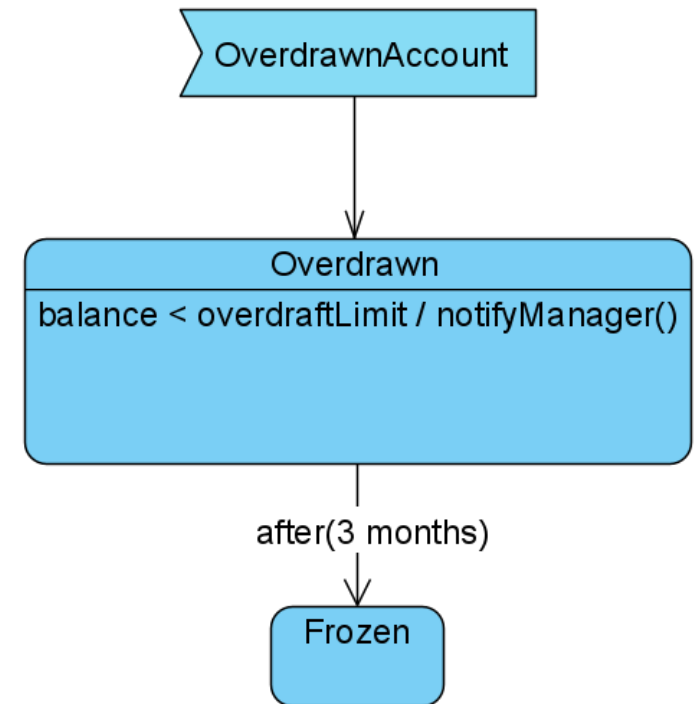 OverdrawnAccount
Overdrawn
balance < overdraftLimit / notifyManager()
after(3 months)
Frozen